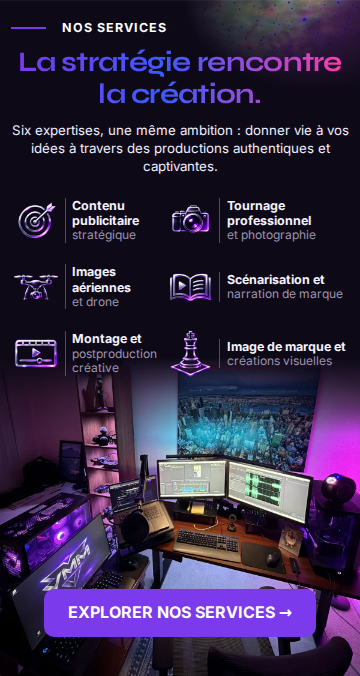 NOS SERVICES
La stratégie rencontre
la création.
Six expertises, une même ambition : donner vie à vos
idées à travers des productions authentiques et
captivantes.
Contenu
publicitaire
stratégique
Tournage
professionnel
et photographie
Images
aériennes
et drone
Scénarisation et
narration de marque
Montage et
postproduction
créative
Image de marque et
créations visuelles
EXPLORER NOS SERVICES →